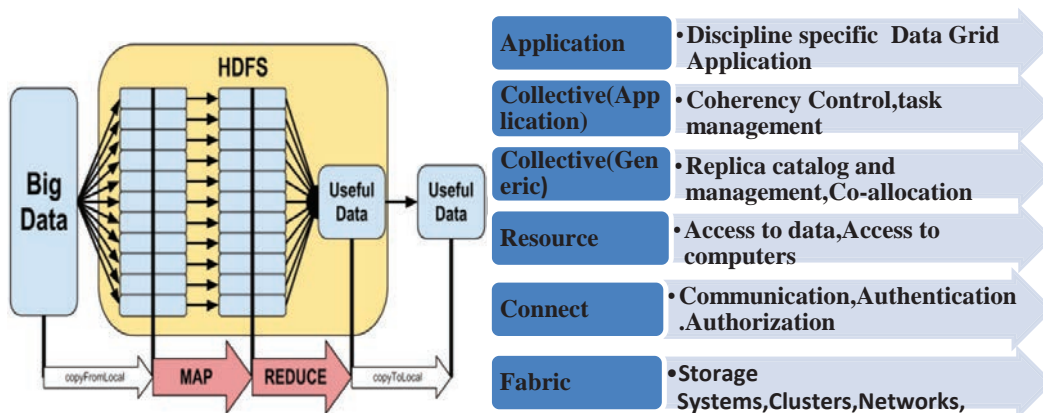 HDFS
Big
Data
Useful
Data
Useful
Data
copyFromLocal
MAP
REDUCE
copyToLocal
Application
•Discipline specific Data Grid
Application
Collective(App
lication)
•Coherency Control,task
management
Collective(Gen
eric)
•Replica catalog and
management,Co-allocation
Resource
•Access to data,Access to
computers
Connect
•Communication,Authentication
.Authorization
Fabric
•Storage
Systems,Clusters,Networks,